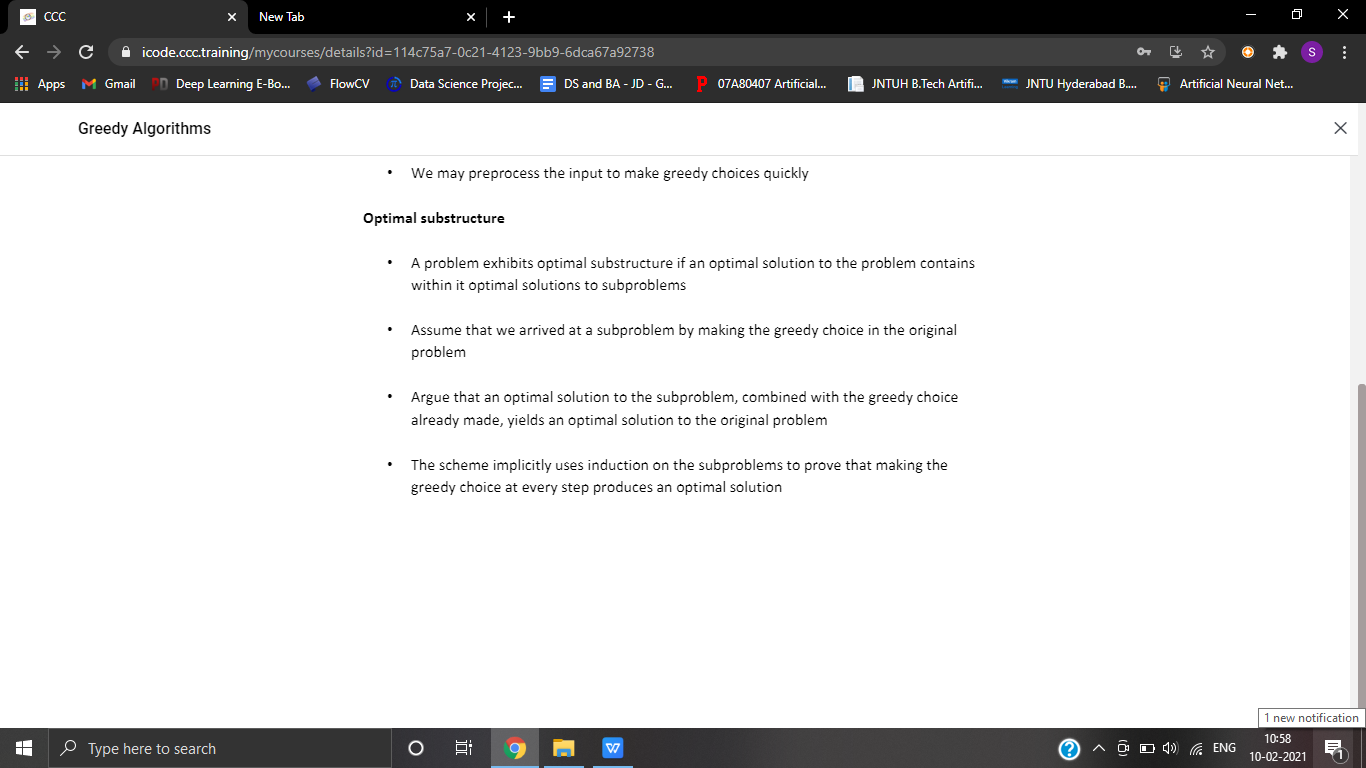 CCC
New Tab
icode.ccc.training/mycourses/details?id=114c75a7-0c21-4123-9bb9-6dca67a92738
S
Apps
Gmail
Deep Learning E-Bo...
FlowCV
Data Science Projec...
DS and BA - JD - G...
07A80407 Artificial...
JNTUH B.Tech Artifi...
JNTU Hyderabad B....
Artificial Neural Net...
Greedy Algorithms
• We may preprocess the input to make greedy choices quickly
Optimal substructure
• A problem exhibits optimal substructure if an optimal solution to the problem contains
within it optimal solutions to subproblems
• Assume that we arrived at a subproblem by making the greedy choice in the original
problem
• Argue that an optimal solution to the subproblem, combined with the greedy choice
already made, yields an optimal solution to the original problem
• The scheme implicitly uses induction on the subproblems to prove that making the
greedy choice at every step produces an optimal solution
1 new notification
Type here to search
ENG
10:58
10-02-2021
1